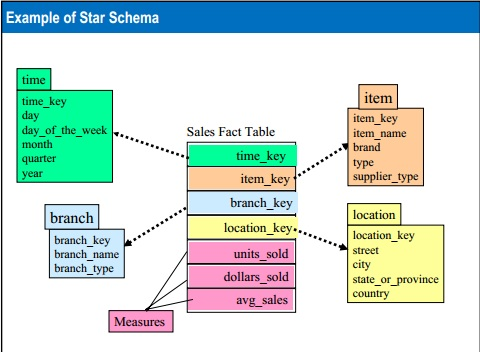 Example of Star Schema
time
time_key
day
day_of_the_week
month
quarter
year
item
item_key
item_name
brand
type
supplier_type
Sales Fact Table
time_key
item_key
branch_key
location_key
units_sold
dollars_sold
avg_sales
branch
branch_key
branch_name
branch_type
location
location_key
street
city
state_or_province
country
Measures